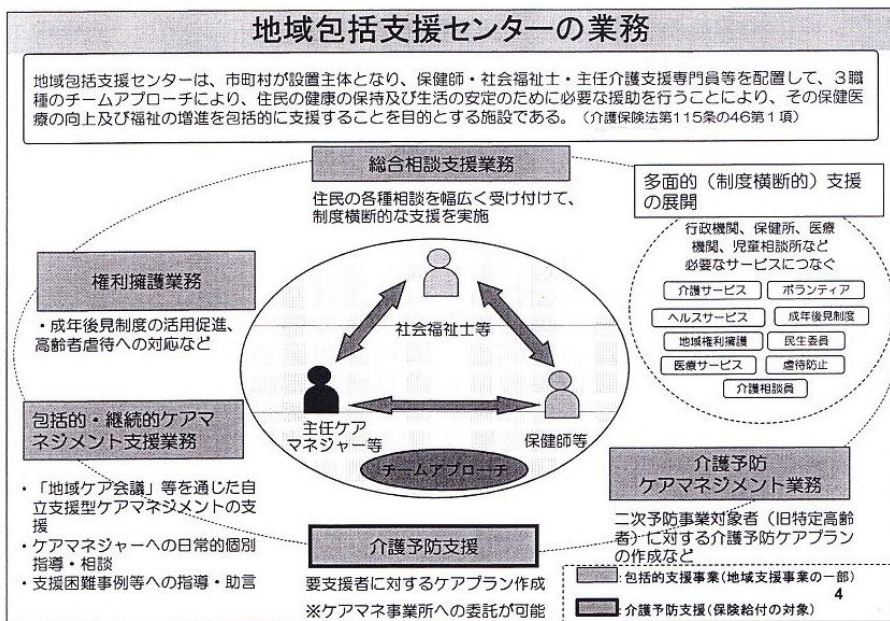 地域包括支援センターの業務
地域包括支援センターは、市町村が設置主体となり、保健師・社会福祉士・主任介護支援専門員等を配置して、3職
種のチームアプローチにより、住民の健康の保持及び生活の安定のために必要な援助を行うことにより、その保健医
療の向上及び福祉の増進を包括的に支援することを目的とする施設である。（介護保険法第115条の46第1項）
総合相談支援業務
住民の各種相談を幅広く受け付けて、
制度横断的な支援を実施
多面的（制度横断的）支援
の展開
行政機関、保健所、医療
機関、児童相談所など
必要なサービスにつなぐ
介護サービス
ボランティア
ヘルスサービス
成年後見制度
地域権利擁護
民生委員
医療サービス
虐待防止
介護相談員
権利擁護業務
・成年後見制度の活用促進、
高齢者虐待への対応など
社会福祉士等
主任ケア
マネジャー等
保健師等
チームアプローチ
包括的・継続的ケアマ
ネジメント支援業務
・「地域ケア会議」等を通じた自
立支援型ケアマネジメントの支
援
・ケアマネジャーへの日常的個別
指導・相談
・支援困難事例等への指導・助言
介護予防支援
要支援者に対するケアプラン作成
※ケアマネ事業所への委託が可能
介護予防
ケアマネジメント業務
二次予防事業対象者（旧特定高齢
者）に対する介護予防ケアプラン
の作成など
:包括的支援事業(地域支援事業の一部)
:介護予防支援(保険給付の対象)
4